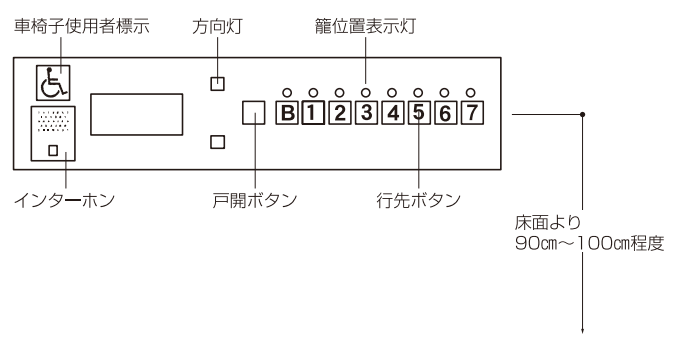 車椅子使用者標示
方向灯
籠位置表示灯
B 1 2 3 4 5 6 7
インターホン
戸開ボタン
行先ボタン
床面より
90㎝〜100㎝程度